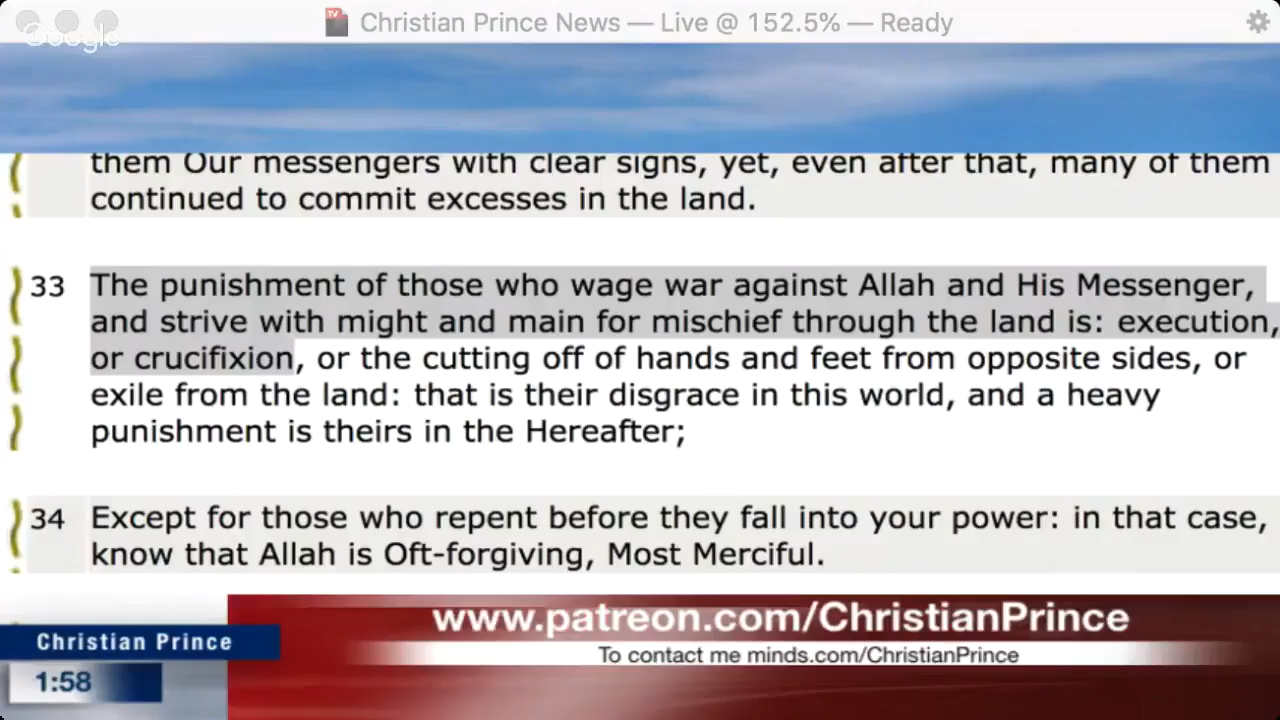 Christian Prince News — Live @ 152.5% — Ready
Google
them Our messengers with clear signs, yet, even after that, many of them
continued to commit excesses in the land.
33 The punishment of those who wage war against Allah and His Messenger,
and strive with might and main for mischief through the land is: execution,
or crucifixion, or the cutting off of hands and feet from opposite sides, or
exile from the land: that is their disgrace in this world, and a heavy
punishment is theirs in the Hereafter;
34 Except for those who repent before they fall into your power: in that case,
know that Allah is Oft-forgiving, Most Merciful.
www.patreon.com/ChristianPrince
Christian Prince
To contact me minds.com/ChristianPrince
1:58